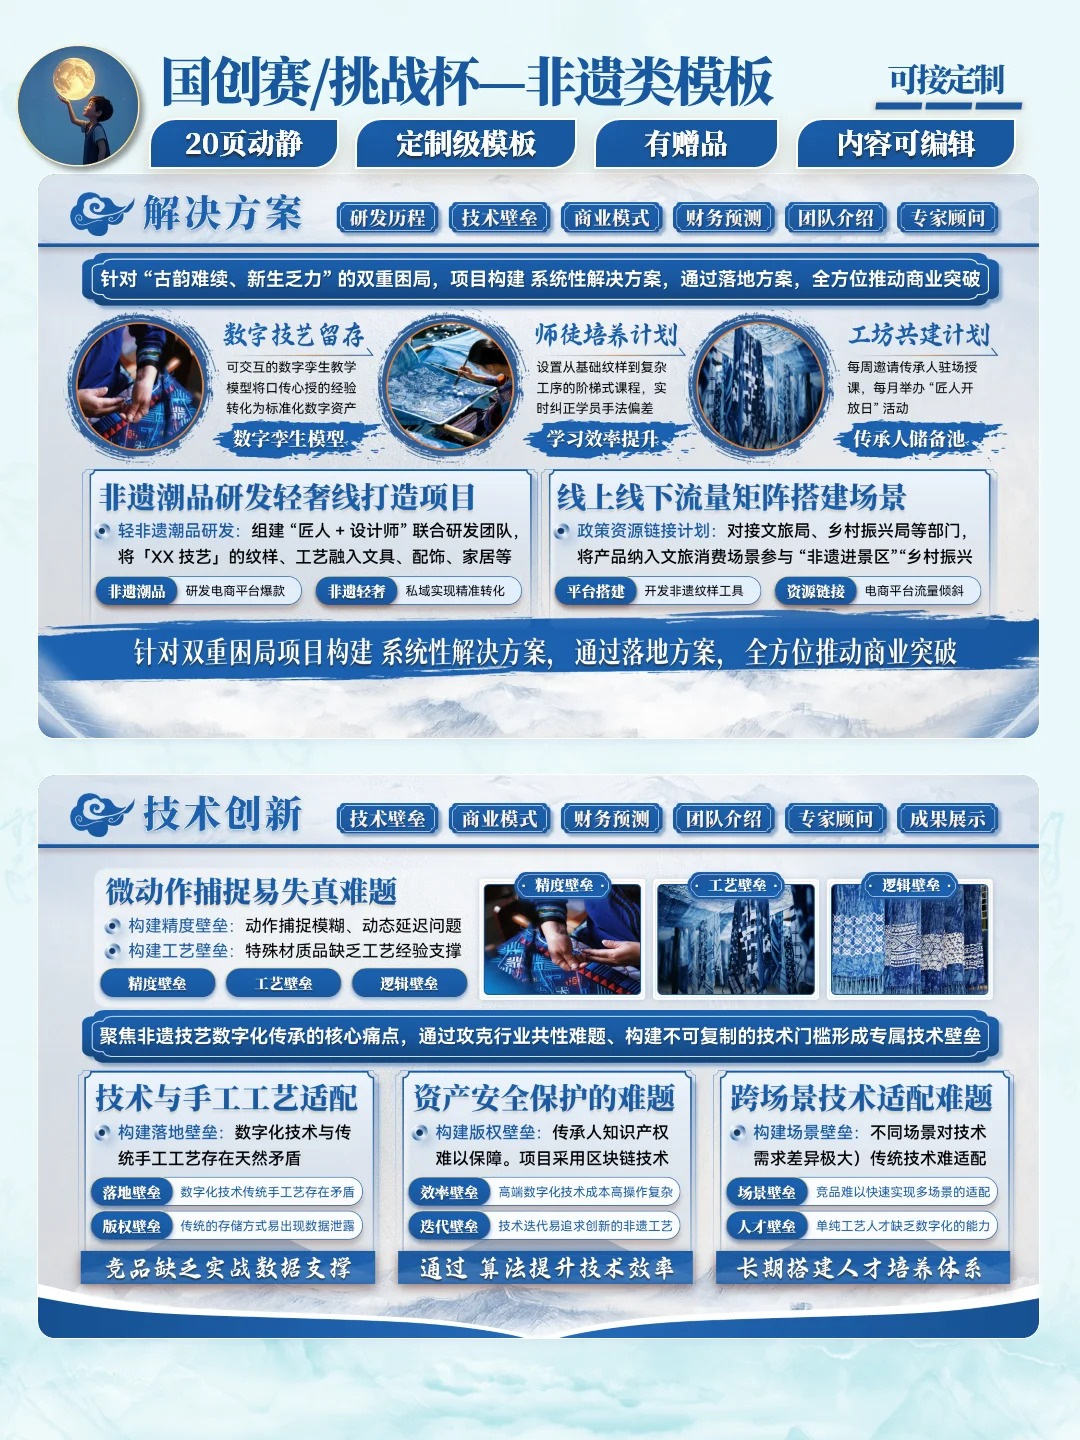 国创赛/挑战杯—非遗类模板
可接定制
20页动静
定制级模板
有赠品
内容可编辑
解决方案
研发历程
技术壁垒
商业模式
财务预测
团队介绍
专家顾问
针对“古韵难续、新生乏力”的双重困局，项目构建 系统性解决方案，通过落地方案，全方位推动商业突破
数字技艺留存
可交互的数字孪生教学
模型将口传心授的经验
转化为标准化数字资产
数字孪生模型
师徒培养计划
设置从基础纹样到复杂
工序的阶梯式课程，实
时纠正学员手法偏差
学习效率提升
工坊共建计划
每周邀请传承人驻场授
课，每月举办“匠人开
放日”活动
传承人储备池
非遗潮品研发轻奢线打造项目
轻非遗潮品研发：组建“匠人 + 设计师”联合研发团队，
将「XX 技艺」的纹样、工艺融入文具、配饰、家居等
非遗潮品
研发电商平台爆款
非遗轻奢
私域实现精准转化
线上线下流量矩阵搭建场景
政策资源链接计划：对接文旅局、乡村振兴局等部门，
将产品纳入文旅消费场景参与“非遗进景区”“乡村振兴
平台搭建
开发非遗纹样工具
资源链接
电商平台流量倾斜
针对双重困局项目构建 系统性解决方案， 通过落地方案， 全方位推动商业突破
技术创新
技术壁垒
商业模式
财务预测
团队介绍
专家顾问
成果展示
微动作捕捉易失真难题
构建精度壁垒：动作捕捉模糊、动态延迟问题
构建工艺壁垒：特殊材质品缺乏工艺经验支撑
精度壁垒
工艺壁垒
逻辑壁垒
精度壁垒
工艺壁垒
逻辑壁垒
聚焦非遗技艺数字化传承的核心痛点，通过攻克行业共性难题、构建不可复制的技术门槛形成专属技术壁垒
技术与手工工艺适配
构建落地壁垒：数字化技术与传
统手工工艺存在天然矛盾
落地壁垒
数字化技术传统手工艺存在矛盾
版权壁垒
传统的存储方式易出现数据泄露
竞品缺乏实战数据支撑
资产安全保护的难题
构建版权壁垒：传承人知识产权
难以保障。项目采用区块链技术
效率壁垒
高端数字化技术成本高操作复杂
迭代壁垒
技术迭代易追求创新的非遗工艺
通过 算法提升技术效率
跨场景技术适配难题
构建场景壁垒：不同场景对技术
需求差异极大）传统技术难适配
场景壁垒
竞品难以快速实现多场景的适配
人才壁垒
单纯工艺人才缺乏数字化的能力
长期搭建人才培养体系